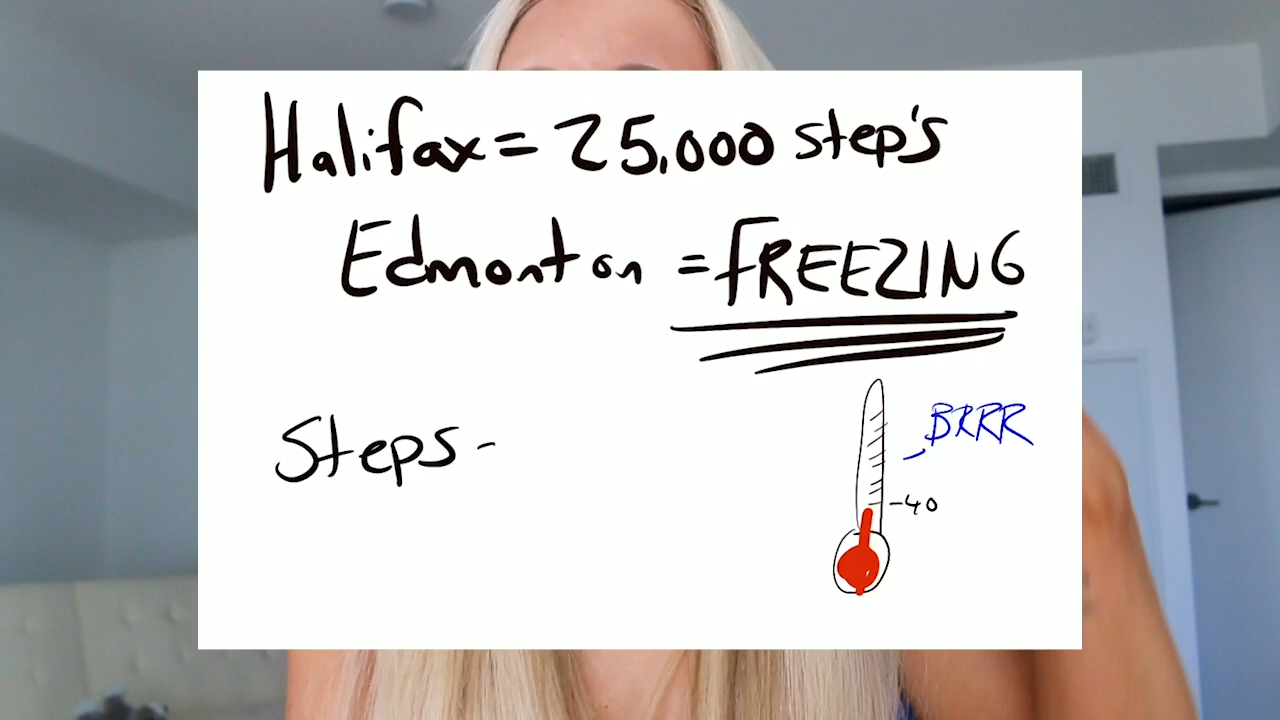 Halifax = 25,000 step's
Edmonton = FREEZING
Steps -
BRRR
-40